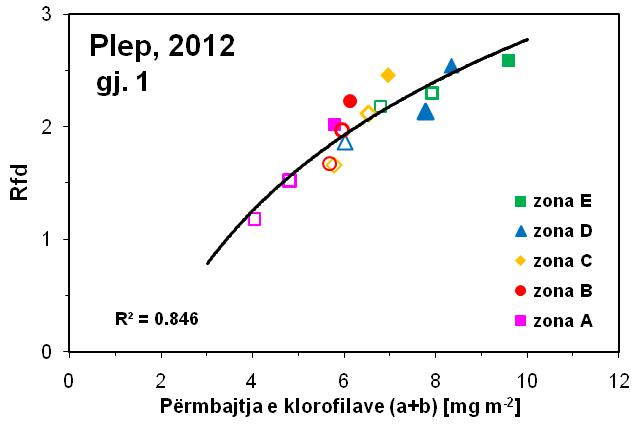 Plep, 2012
gj. 1
3
2
1
0
Rfd
zona E
zona D
zona C
zona B
zona A
R² = 0.846
0 2 4 6 8 10 12
Përmbajtja e klorofilave (a+b) [mg m⁻²]